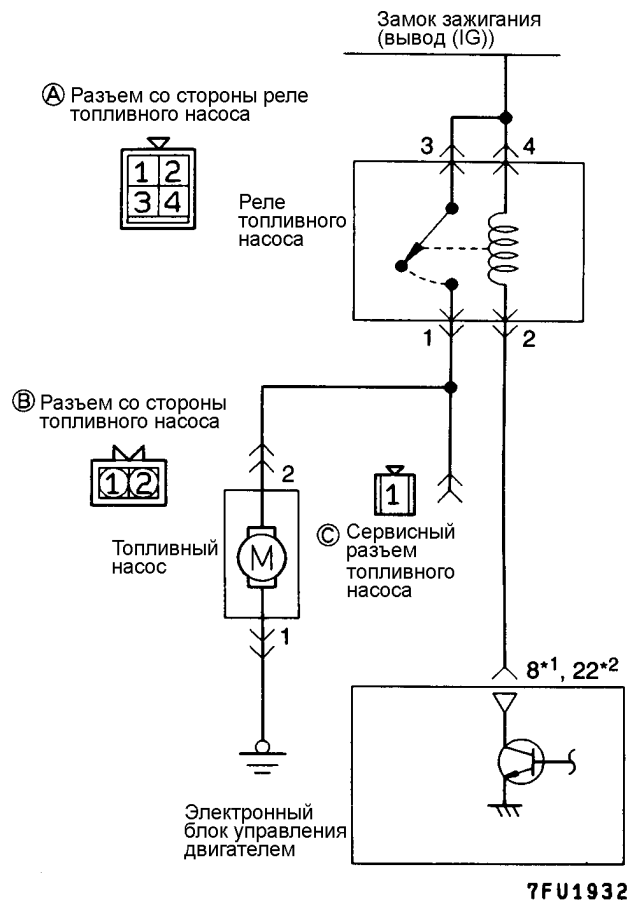 Замок зажигания
(вывод (IG))
Ⓐ Разъем со стороны реле
топливного насоса
1 2
3 4
3 4
Реле
топливного
насоса
1 2
Ⓑ Разъем со стороны
топливного насоса
1 2
2
1
Ⓒ Сервисный
разъем
топливного
насоса
Топливный
насос
M
1
8*1, 22*2
Электронный
блок управления
двигателем
7FU1932